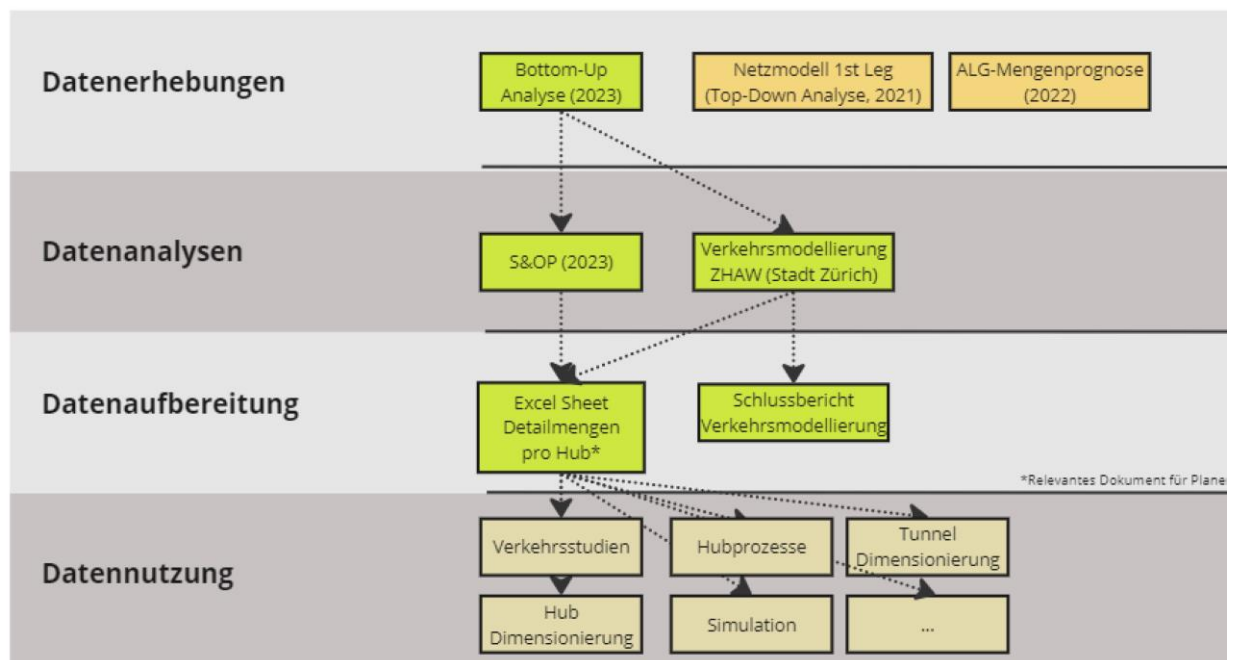 Datenerhebungen
Bottom-Up
Analyse (2023)
Netzmodell 1st Leg
(Top-Down Analyse, 2021)
ALG-Mengenprognose
(2022)
Datenanalysen
S&OP (2023)
Verkehrsmodellierung
ZHAW (Stadt Zürich)
Datenaufbereitung
Excel Sheet
Detailmengen
pro Hub*
Schlussbericht
Verkehrsmodellierung
*Relevantes Dokument für Planer
Datennutzung
Verkehrsstudien
Hubprozesse
Tunnel
Dimensionierung
Hub
Dimensionierung
Simulation
...